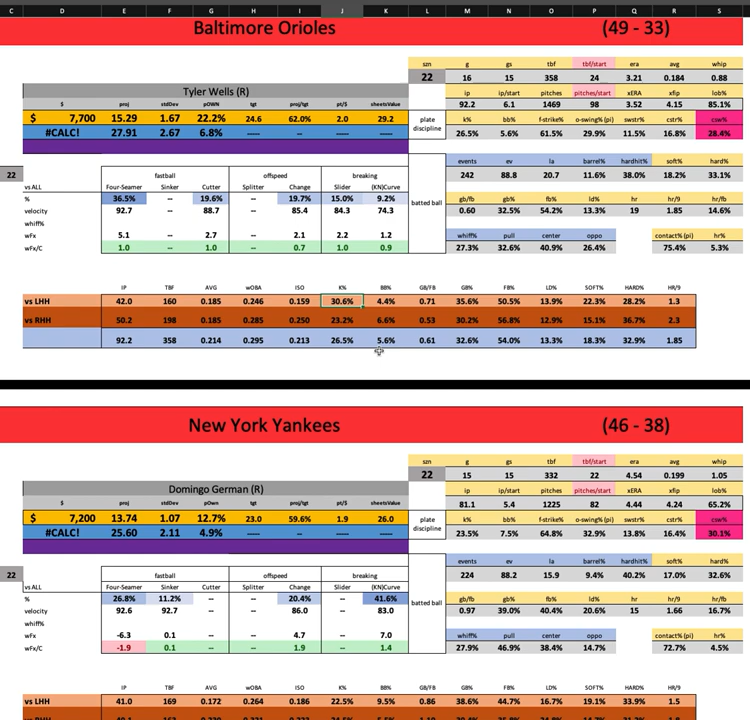 C D E F G H I J K L M N O P Q R S
Baltimore Orioles (49 - 33)
szn g gs tbf tbf/start era avg whip
22 16 15 358 24 3.21 0.184 0.88
Tyler Wells (R) ip ip/start pitches pitches/start xERA xfip lob%
$ proj stdDev pOWN tgt proj/tgt pt/$ sheetsValue 92.2 6.1 1469 98 3.52 4.15 85.1%
$ 7,700 15.29 1.67 22.2% 24.6 62.0% 2.0 29.2 plate discipline k% bb% f-strike% o-swing% (pi) swstr% cstr% csw%
#CALC! 27.91 2.67 6.8% ---- -- -- ---- 26.5% 5.6% 61.5% 29.9% 11.5% 16.8% 28.4%
events ev la barrel% hardhit% soft% hard%
22 fastball offspeed breaking 242 88.8 20.7 11.6% 38.0% 18.2% 33.1%
vs ALL Four-Seamer Sinker Cutter Splitter Change Slider (KN)Curve
% 36.5% -- 19.6% -- 19.7% 15.0% 9.2% batted ball gb/fb gb% fb% ld% hr hr/9 hr/fb
velocity 92.7 -- 88.7 -- 85.4 84.3 74.3 0.60 32.5% 54.2% 13.3% 19 1.85 14.6%
whiff%
wFx 5.1 -- 2.7 -- 2.1 2.2 1.2 whiff% pull center oppo contact% (pi) hr%
wFx/C 1.0 -- 1.0 -- 0.7 1.0 0.9 27.3% 32.6% 40.9% 26.4% 75.4% 5.3%
IP TBF AVG wOBA ISO K% BB% GB/FB GB% FB% LD% SOFT% HARD% HR/9
vs LHH 42.0 160 0.185 0.246 0.159 30.6% 4.4% 0.71 35.6% 50.5% 13.9% 22.3% 28.2% 1.3
vs RHH 50.2 198 0.185 0.285 0.250 23.2% 6.6% 0.53 30.2% 56.8% 12.9% 15.1% 36.7% 2.3
92.2 358 0.214 0.295 0.213 26.5% 5.6% 0.61 32.6% 54.0% 13.3% 18.3% 32.9% 1.85
New York Yankees (46 - 38)
szn g gs tbf tbf/start era avg whip
22 15 15 332 22 4.54 0.199 1.05
Domingo German (R) ip ip/start pitches pitches/start xERA xfip lob%
$ proj stdDev pOwn tgt proj/tgt pt/$ sheetsValue 81.1 5.4 1225 82 4.44 4.24 65.2%
$ 7,200 13.74 1.07 12.7% 23.0 59.6% 1.9 26.0 plate discipline k% bb% f-strike% o-swing% (pi) swstr% cstr% csw%
#CALC! 25.60 2.11 4.9% ---- -- -- ---- 23.5% 7.5% 64.8% 32.9% 13.8% 16.4% 30.1%
events ev la barrel% hardhit% soft% hard%
22 fastball offspeed breaking 224 88.2 15.9 9.4% 40.2% 17.0% 32.6%
vs ALL Four-Seamer Sinker Cutter Splitter Change Slider (KN)Curve
% 26.8% 11.2% -- -- 20.4% -- 41.6% batted ball gb/fb gb% fb% ld% hr hr/9 hr/fb
velocity 92.6 92.7 -- -- 86.0 -- 83.0 0.97 39.0% 40.4% 20.6% 15 1.66 16.7%
whiff%
wFx -6.3 0.1 -- -- 4.7 -- 7.0 whiff% pull center oppo contact% (pi) hr%
wFx/C -1.9 0.1 -- -- 1.9 -- 1.4 27.9% 46.9% 38.4% 14.7% 72.7% 4.5%
IP TBF AVG wOBA ISO K% BB% GB/FB GB% FB% LD% SOFT% HARD% HR/9
vs LHH 41.0 169 0.172 0.264 0.186 22.5% 9.5% 0.86 38.6% 44.7% 16.7% 19.1% 33.9% 1.5